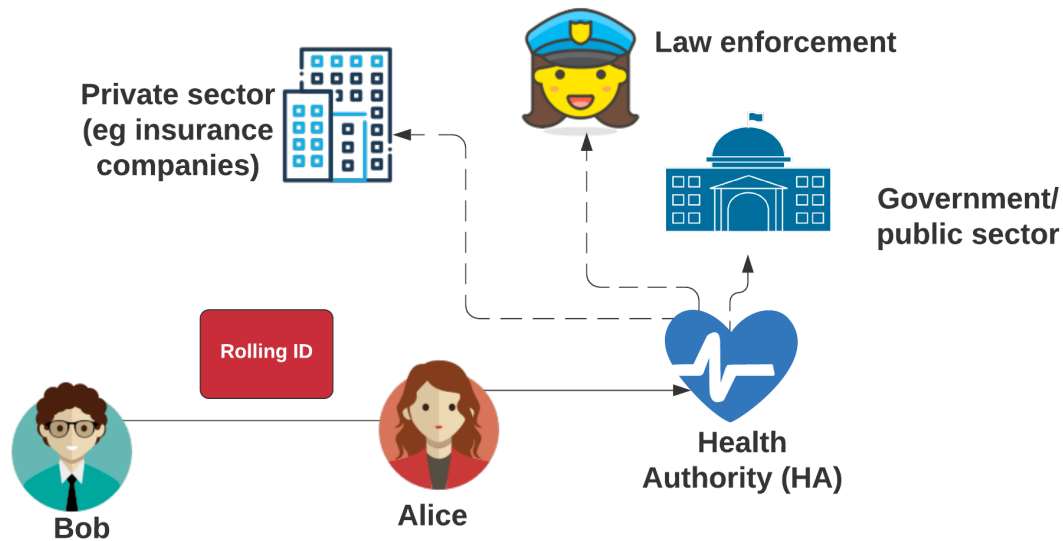 Law enforcement
Private sector
(eg insurance
companies)
Government/
public sector
Rolling ID
Health
Authority (HA)
Alice
Bob